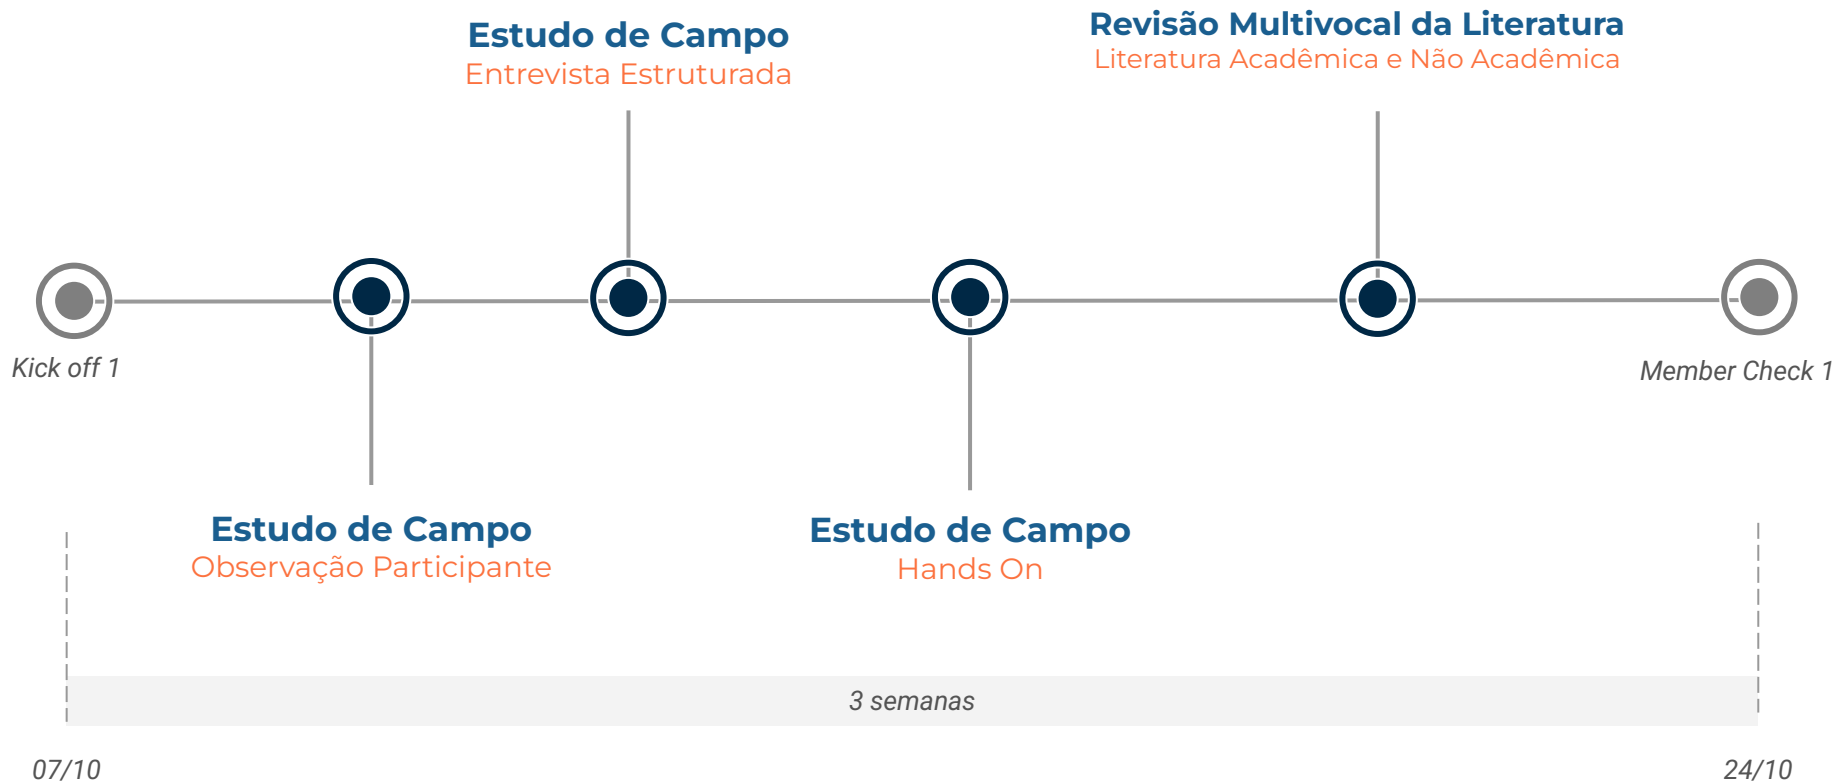 Estudo de Campo
Entrevista Estruturada
Revisão Multivocal da Literatura
Literatura Acadêmica e Não Acadêmica
Kick off 1
Member Check 1
Estudo de Campo
Observação Participante
Estudo de Campo
Hands On
3 semanas
07/10
24/10